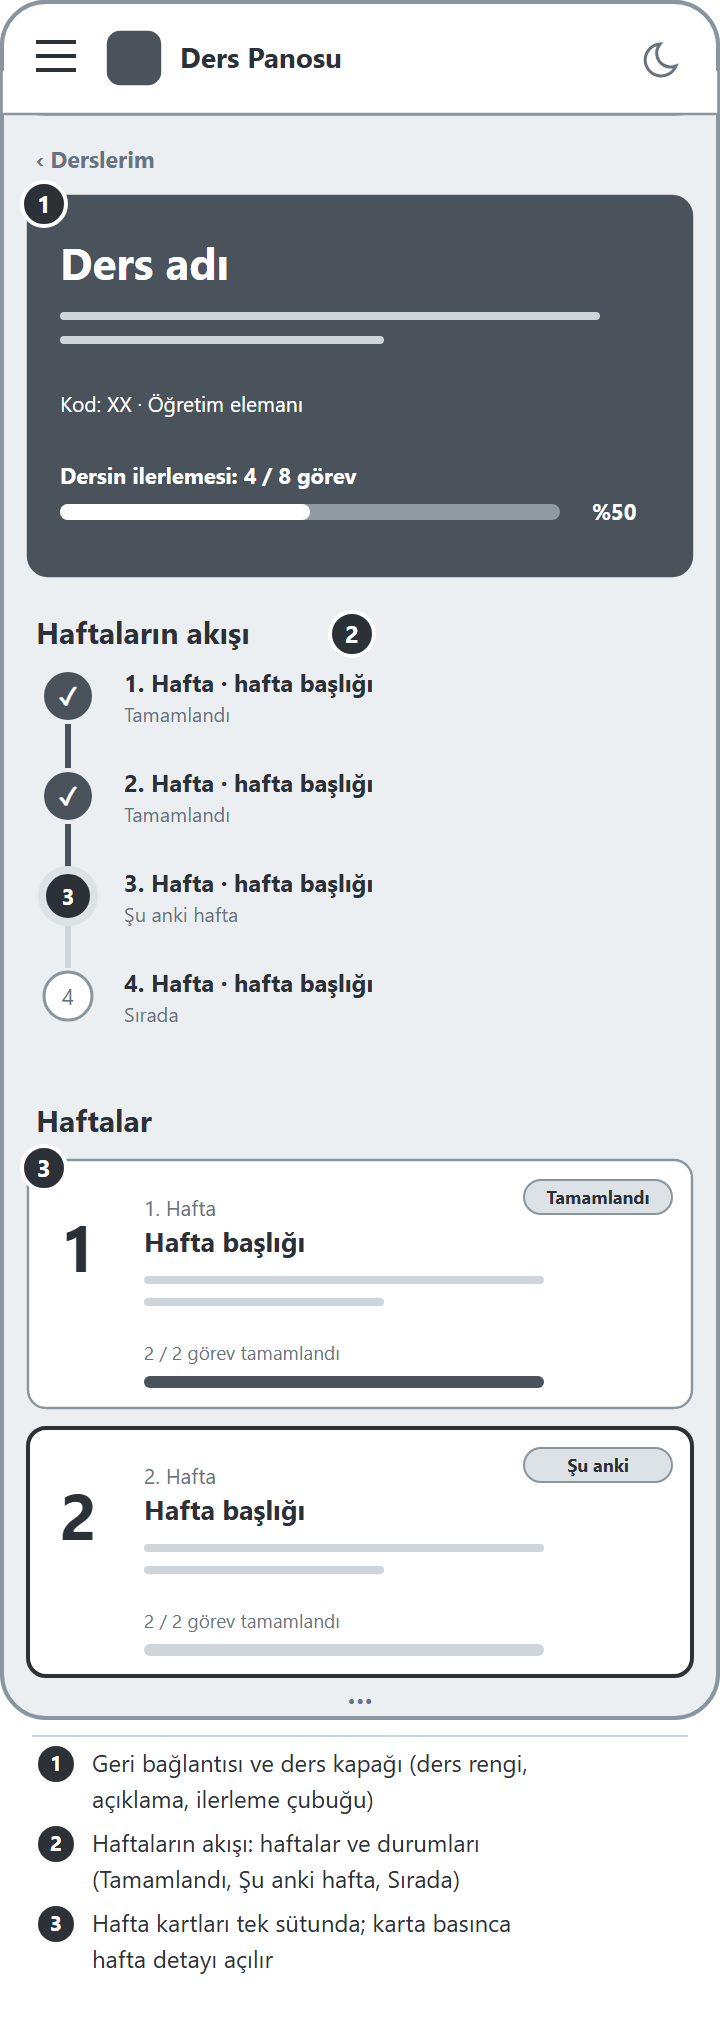 Ders Panosu
‹ Derslerim
1
Ders adı
Kod: XX · Öğretim elemanı
Dersin ilerlemesi: 4 / 8 görev
%50
Haftaların akışı
2
1. Hafta · hafta başlığı
Tamamlandı
2. Hafta · hafta başlığı
Tamamlandı
3
3. Hafta · hafta başlığı
Şu anki hafta
4
4. Hafta · hafta başlığı
Sırada
Haftalar
3
Tamamlandı
1. Hafta
1
Hafta başlığı
2 / 2 görev tamamlandı
Şu anki
2. Hafta
2
Hafta başlığı
2 / 2 görev tamamlandı
•••
1 Geri bağlantısı ve ders kapağı (ders rengi,
açıklama, ilerleme çubuğu)
2 Haftaların akışı: haftalar ve durumları
(Tamamlandı, Şu anki hafta, Sırada)
3 Hafta kartları tek sütunda; karta basınca
hafta detayı açılır